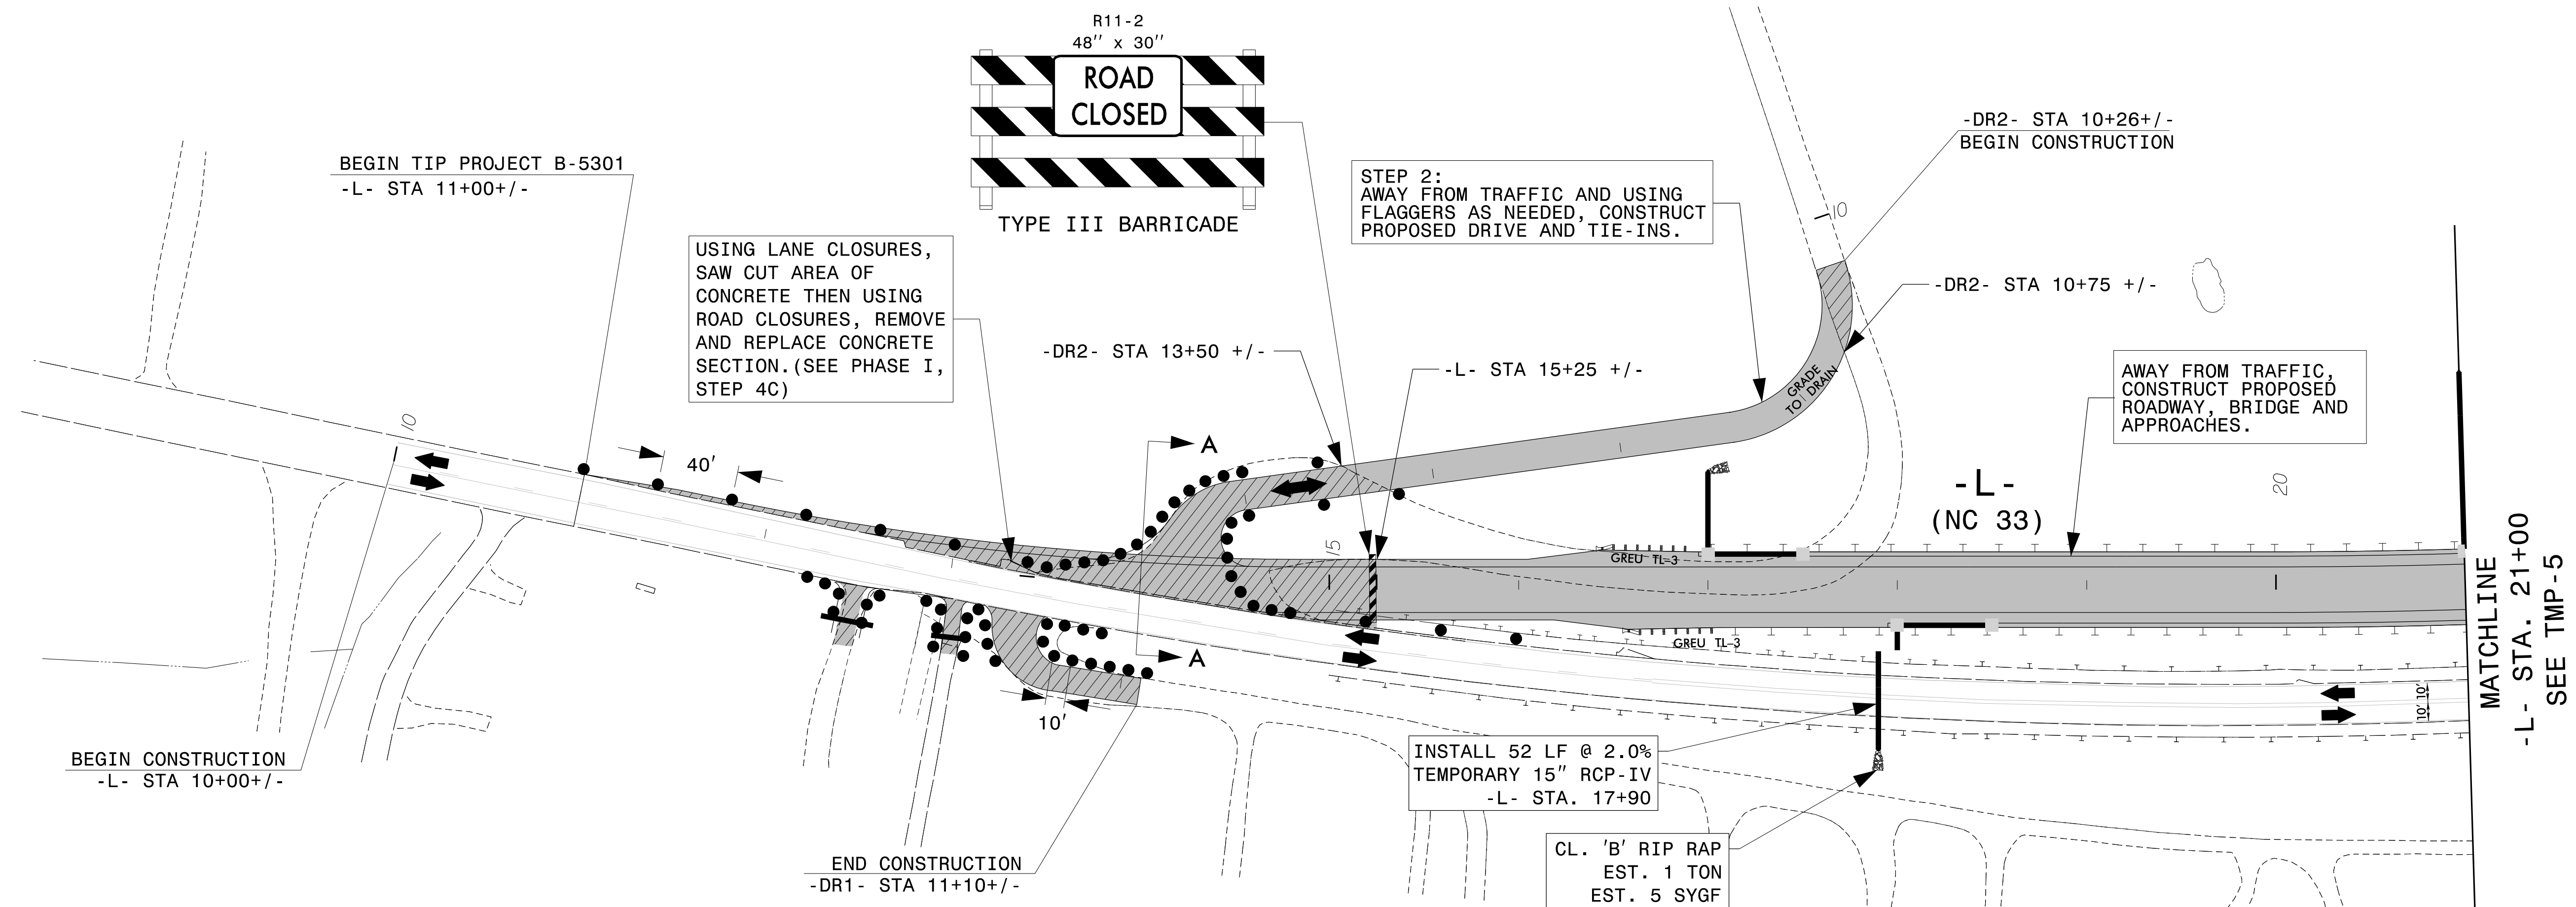 R11-2
48" x 30"
ROAD
CLOSED
TYPE III BARRICADE
BEGIN TIP PROJECT B-5301
-L- STA 11+00+/-
USING LANE CLOSURES,
SAW CUT AREA OF
CONCRETE THEN USING
ROAD CLOSURES, REMOVE
AND REPLACE CONCRETE
SECTION.(SEE PHASE I,
STEP 4C)
STEP 2:
AWAY FROM TRAFFIC AND USING
FLAGGERS AS NEEDED, CONSTRUCT
PROPOSED DRIVE AND TIE-INS.
-DR2- STA 10+26+/-
BEGIN CONSTRUCTION
10
-DR2- STA 10+75 +/-
-DR2- STA 13+50 +/-
-L- STA 15+25 +/-
GRADE
TO DRAIN
AWAY FROM TRAFFIC,
CONSTRUCT PROPOSED
ROADWAY, BRIDGE AND
APPROACHES.
10
40'
A
-L-
(NC 33)
20
15
GREU TL-3
GREU TL-3
A
10'
10'
10'
MATCHLINE
-L- STA. 21+00
SEE TMP-5
BEGIN CONSTRUCTION
-L- STA 10+00+/-
INSTALL 52 LF @ 2.0%
TEMPORARY 15" RCP-IV
-L- STA. 17+90
END CONSTRUCTION
-DR1- STA 11+10+/-
CL. 'B' RIP RAP
EST. 1 TON
EST. 5 SYGF